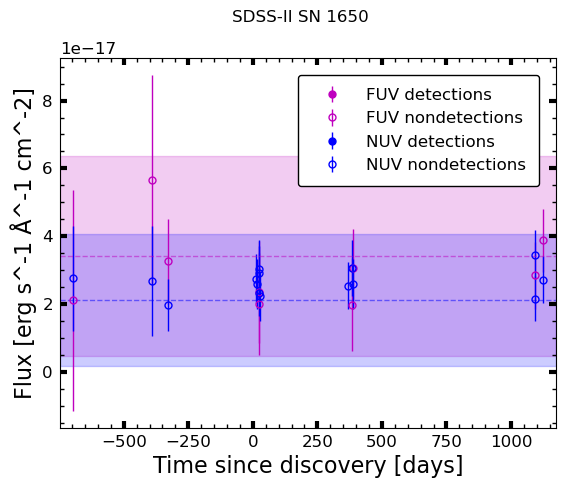 SDSS-II SN 1650
1e−17
FUV detections
FUV nondetections
NUV detections
NUV nondetections
8
6
4
2
0
Flux [erg s^-1 Å^-1 cm^-2]
−500 −250 0 250 500 750 1000
Time since discovery [days]